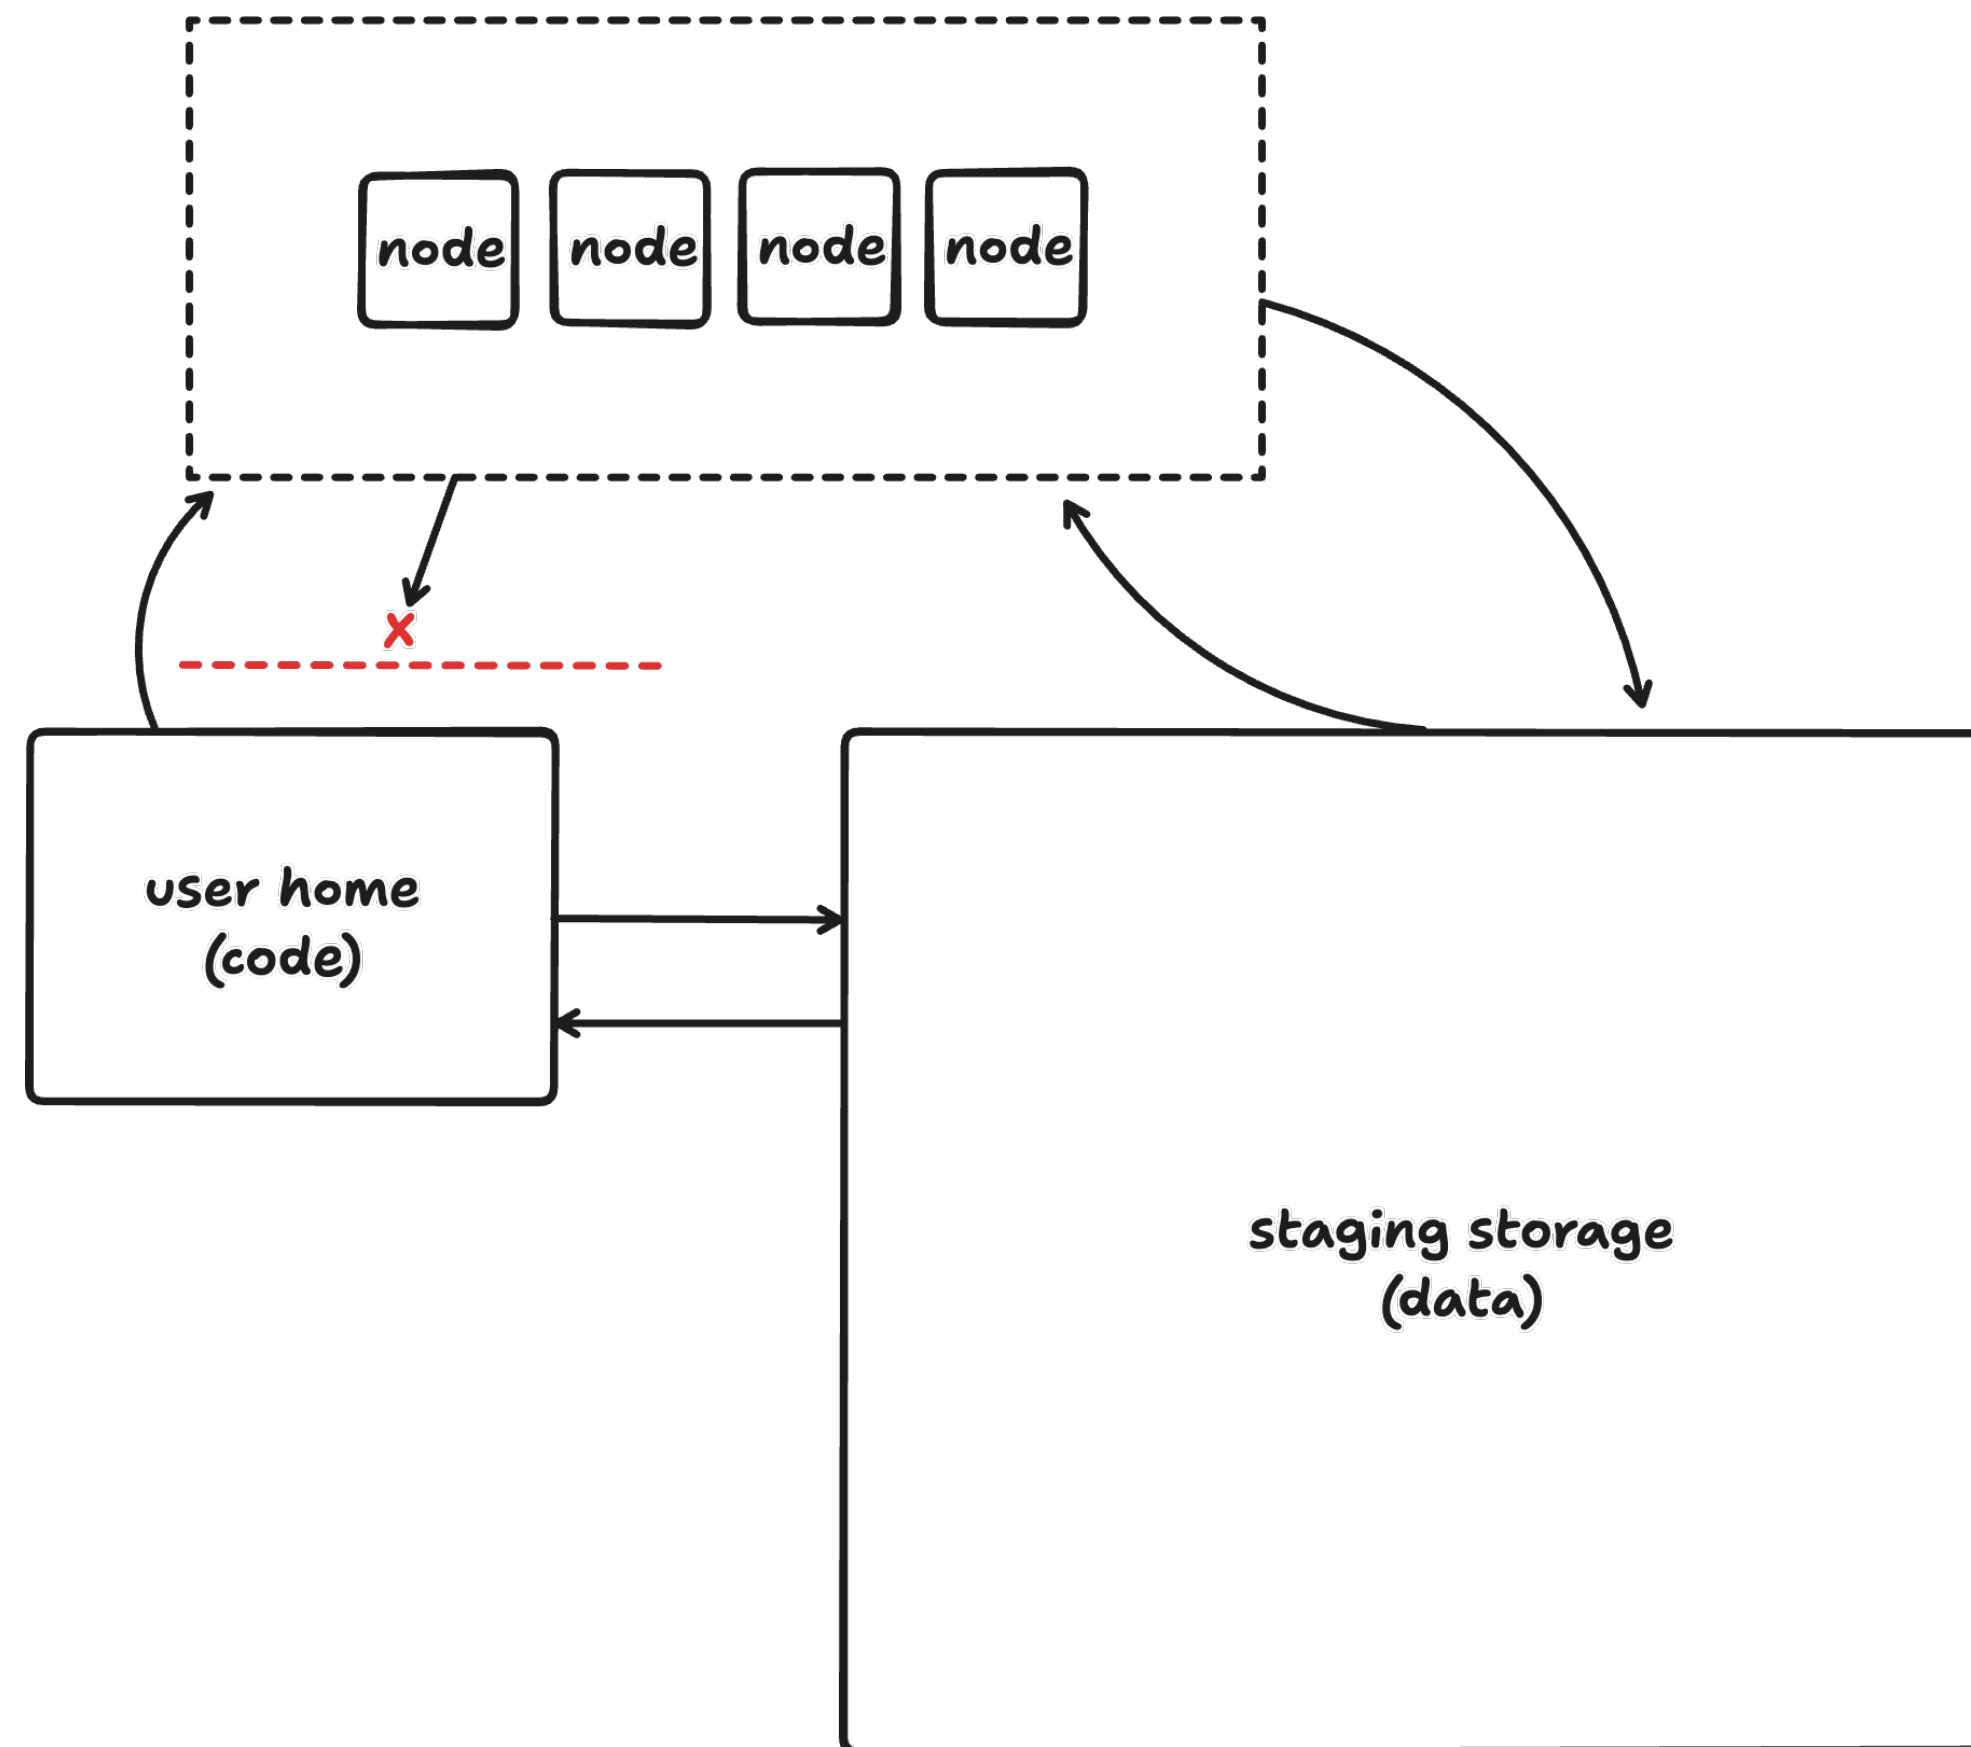 node node node node
x
user home
(code)
staging storage
(data)